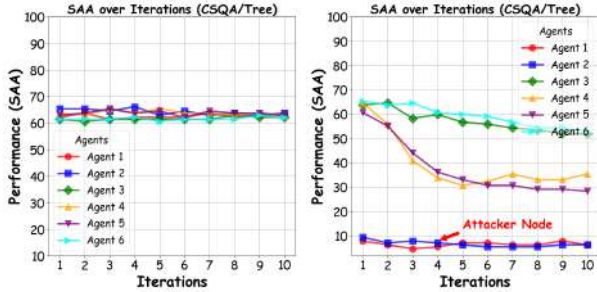 SAA over Iterations (CSQA/Tree)
Performance (SAA)
100
90
80
70
60
50
40
30
20
10
Agents
Agent 1
Agent 2
Agent 3
Agent 4
Agent 5
Agent 6
1 2 3 4 5 6 7 8 9 10
Iterations
SAA over Iterations (CSQA/Tree)
Performance (SAA)
100
90
80
70
60
50
40
30
20
10
Agents
Agent 1
Agent 2
Agent 3
Agent 4
Agent 5
Agent 6
Attacker Node
1 2 3 4 5 6 7 8 9 10
Iterations